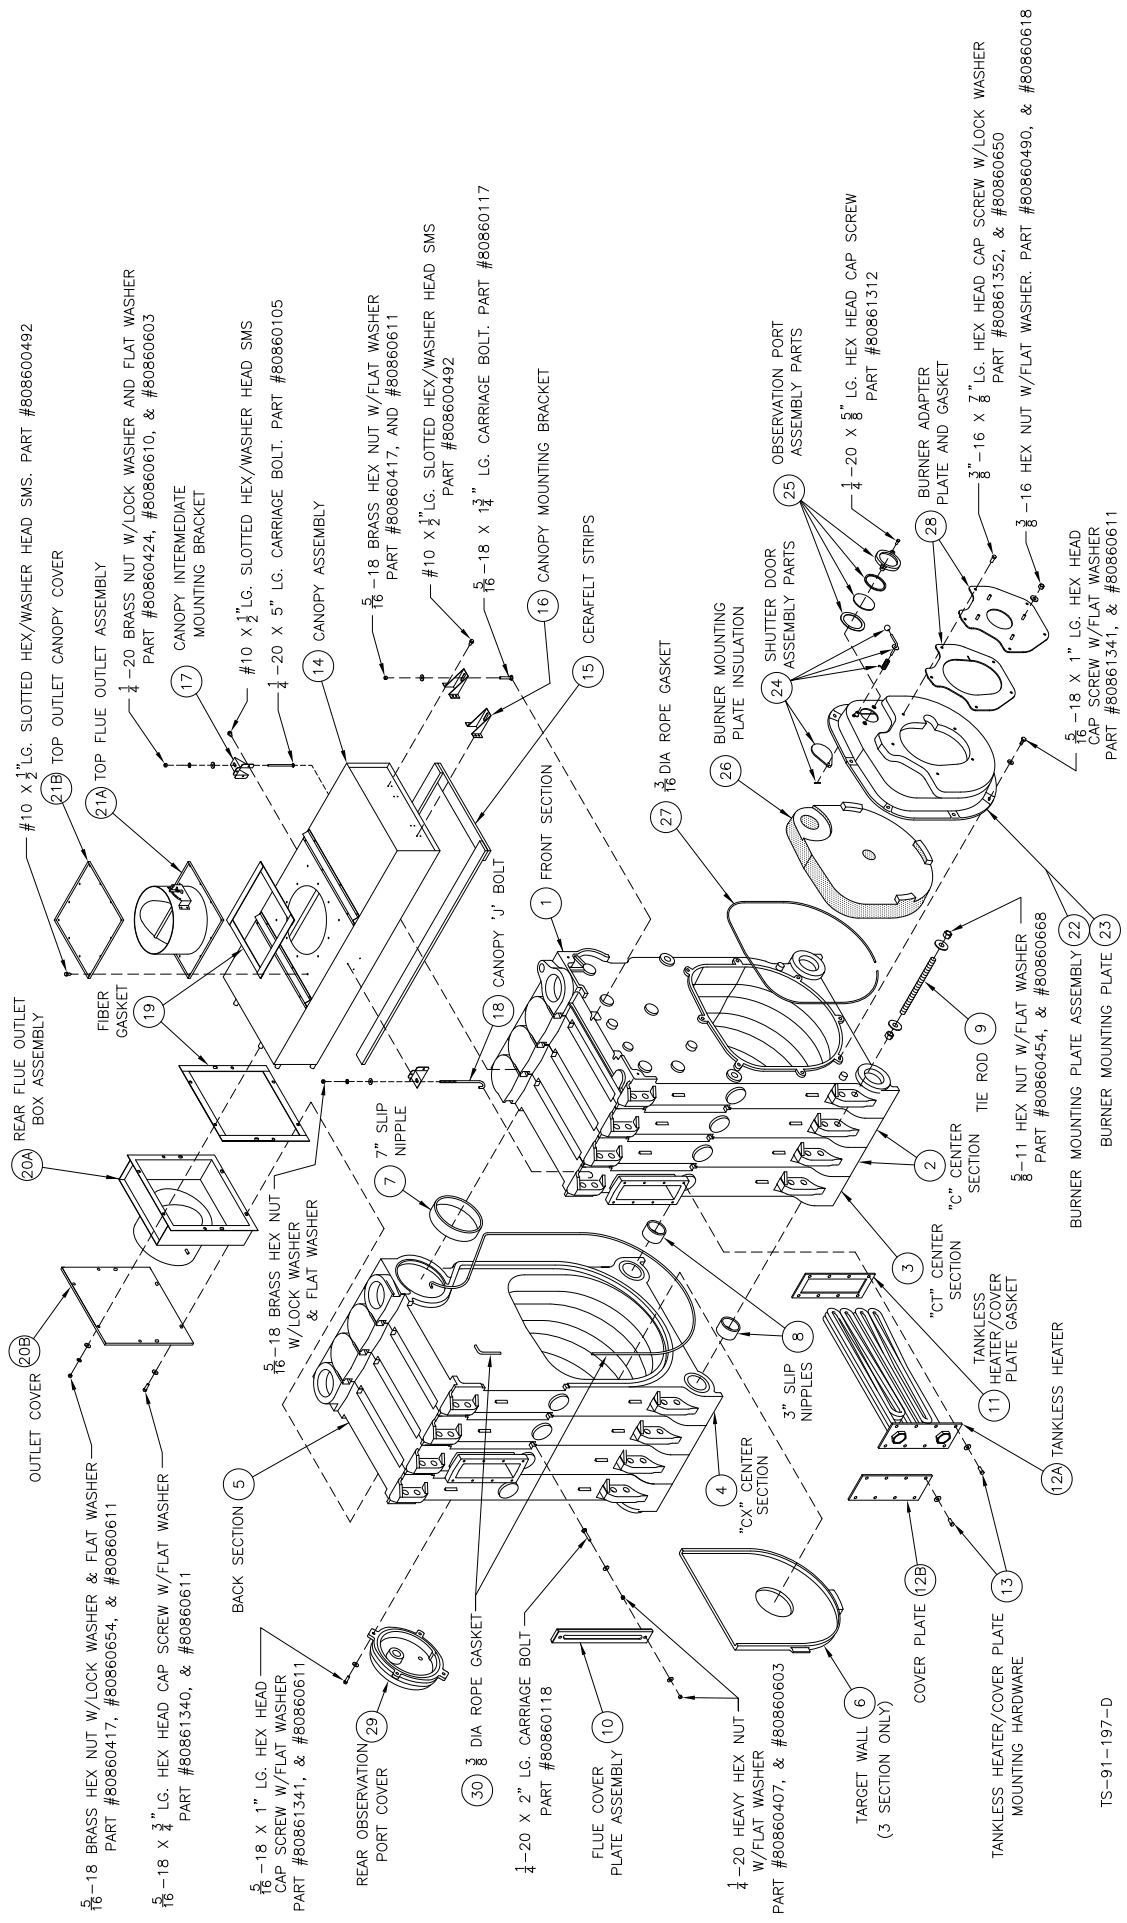 5/16-18 BRASS HEX NUT W/LOCK WASHER & FLAT WASHER
PART #80860417, #80860654, & #80860611
5/16-18 X 3/4" LG. HEX HEAD CAP SCREW W/FLAT WASHER
PART #80861340, & #80860611
OUTLET COVER 20B
20A REAR FLUE OUTLET
BOX ASSEMBLY
FIBER
GASKET
19
#10 X 1/2" LG. SLOTTED HEX/WASHER HEAD SMS. PART #808600492
21B TOP OUTLET CANOPY COVER
21A TOP FLUE OUTLET ASSEMBLY
1/4-20 BRASS NUT W/LOCK WASHER AND FLAT WASHER
PART #80860424, #80860610, & #80860603
17 CANOPY INTERMEDIATE
MOUNTING BRACKET
#10 X 1/2" LG. SLOTTED HEX/WASHER HEAD SMS
1/4-20 X 5" LG. CARRIAGE BOLT. PART #80860105
14 CANOPY ASSEMBLY
5/16-18 BRASS HEX NUT W/FLAT WASHER
PART #80860417, AND #80860611
#10 X 1/2" LG. SLOTTED HEX/WASHER HEAD SMS
PART #808600492
5/16-18 X 1 3/4" LG. CARRIAGE BOLT. PART #80860117
16 CANOPY MOUNTING BRACKET
15 CERAFELT STRIPS
5/16-18 X 1" LG. HEX HEAD
CAP SCREW W/FLAT WASHER
PART #80861341, & #80860611
BACK SECTION 5
5/16-18 BRASS HEX NUT
W/LOCK WASHER
& FLAT WASHER
7" SLIP
NIPPLE
7
18 CANOPY 'J' BOLT
1 FRONT SECTION
27 3/16 DIA ROPE GASKET
26 BURNER MOUNTING
PLATE INSULATION
24 SHUTTER DOOR
ASSEMBLY PARTS
25 OBSERVATION PORT
ASSEMBLY PARTS
1/4-20 X 5/8" LG. HEX HEAD CAP SCREW
PART #80861312
28 BURNER ADAPTER
PLATE AND GASKET
3/8-16 X 7/8" LG. HEX HEAD CAP SCREW W/LOCK WASHER
PART #80861352, & #80860650
3/8-16 HEX NUT W/FLAT WASHER. PART #80860490, & #80860618
5/16-18 X 1" LG. HEX HEAD
CAP SCREW W/FLAT WASHER
PART #80861341, & #80860611
REAR OBSERVATION
PORT COVER
29
30 3/8 DIA ROPE GASKET
1/4-20 X 2" LG. CARRIAGE BOLT
PART #80860118
FLUE COVER
PLATE ASSEMBLY 10
1/4-20 HEAVY HEX NUT
W/FLAT WASHER
PART #80860407, & #80860603
TARGET WALL 6
(3 SECTION ONLY)
4
"CX" CENTER
SECTION
8
3" SLIP
NIPPLES
3
"CT" CENTER
SECTION
2
"C" CENTER
SECTION
TIE ROD 9
5/8-11 HEX NUT W/FLAT WASHER
PART #80860454, & #80860668
BURNER MOUNTING PLATE ASSEMBLY 22
BURNER MOUNTING PLATE 23
COVER PLATE 12B
TANKLESS HEATER/COVER PLATE
MOUNTING HARDWARE
13
12A TANKLESS HEATER
11 TANKLESS
HEATER/COVER
PLATE GASKET
TS-91-197-D